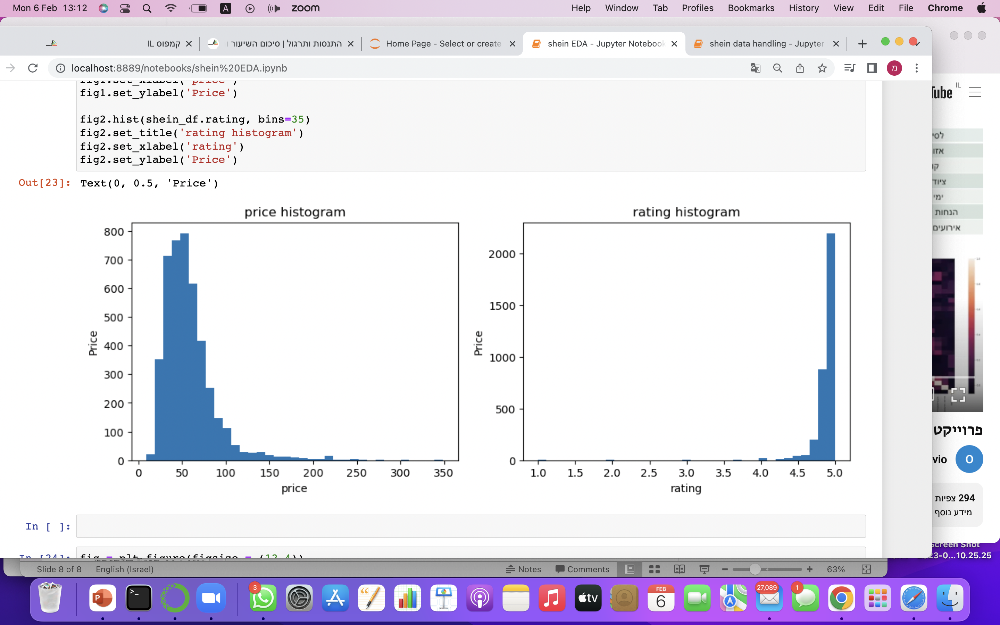 Mon 6 Feb 13:12 A zoom Help Window Tab Profiles Bookmarks History View Edit File Chrome
קמפוס IL
התנסות ותרגול | סיכום השיעור ו
Home Page - Select or create
shein EDA - Jupyter Notebook
shein data handling - Jupyter
localhost:8889/notebooks/shein%20EDA.ipynb
מ
fig1.set_xlabel('price')
fig1.set_ylabel('Price')
fig2.hist(shein_df.rating, bins=35)
fig2.set_title('rating histogram')
fig2.set_xlabel('rating')
fig2.set_ylabel('Price')
Out[23]: Text(0, 0.5, 'Price')
price histogram
800
700
600
500
400
300
200
100
0
Price
0 50 100 150 200 250 300 350
price
rating histogram
2000
1500
1000
500
0
Price
1.0 1.5 2.0 2.5 3.0 3.5 4.0 4.5 5.0
rating
In [ ]:
In [24]: fig = plt.figure(figsize = (12,4))
Tube IL
לסי
אזו
קו
ציוד
ימי
הנחות
אירועים
פרוייקט
vio
O
294 צפיות
מידע נוסף
Screen Shot
23-0...10.25.25
Slide 8 of 8 English (Israel) Notes Comments 63%
P
>_
3
tv
FEB
6
27,089
1